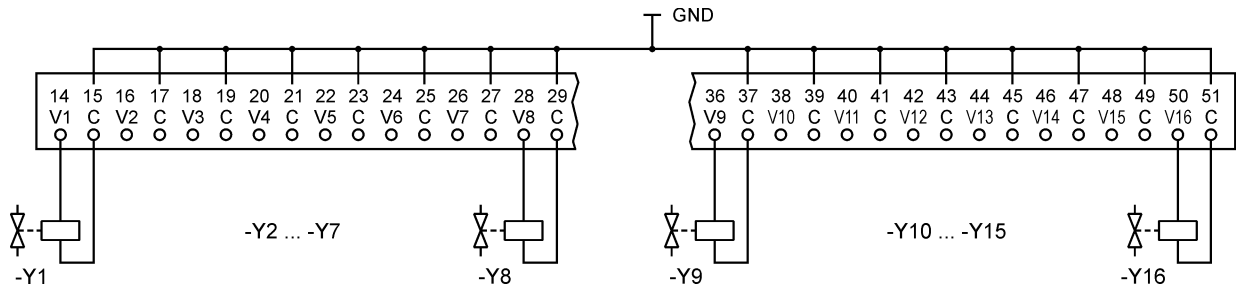 GND
14 15 16 17 18 19 20 21 22 23 24 25 26 27 28 29 36 37 38 39 40 41 42 43 44 45 46 47 48 49 50 51
V1 C V2 C V3 C V4 C V5 C V6 C V7 C V8 C V9 C V10 C V11 C V12 C V13 C V14 C V15 C V16 C
-Y2 ... -Y7 -Y10 ... -Y15
-Y1 -Y8 -Y9 -Y16